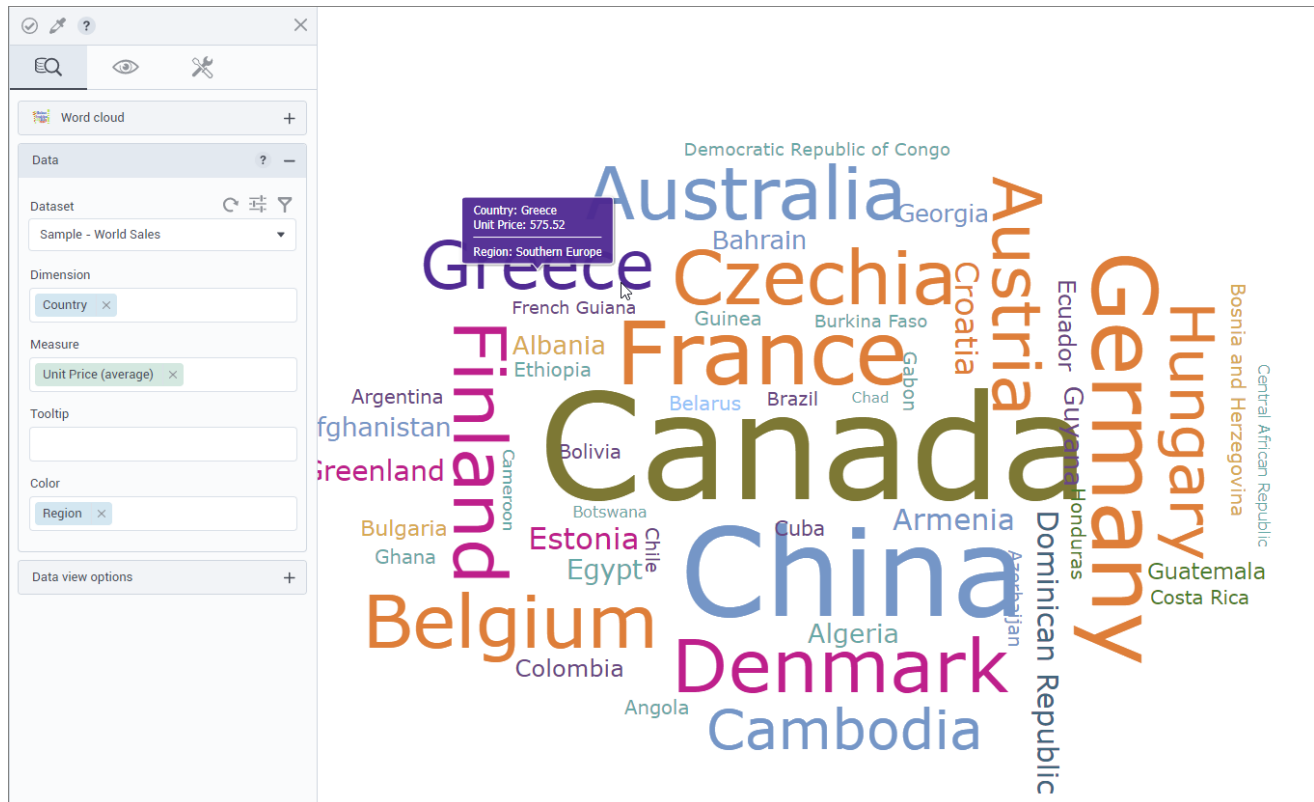 ?
Word cloud
+
Data
?
Dataset
Sample - World Sales
Dimension
Country ×
Measure
Unit Price (average) ×
Tooltip
Color
Region ×
Data view options
+
Democratic Republic of Congo
Australia
Georgia
Austria
Country: Greece
Unit Price: 575.52
Region: Southern Europe
Bahrain
Greece
Czechia
Croatia
Ecuador
Germany
Hungary
Bosnia and Herzegovina
Central African Republic
French Guiana
Guinea
Burkina Faso
Finland
Albania
France
Ethiopia
Gabon
Argentina
Belarus
Brazil
Chad
Guyana
fghanistan
Canada
Bolivia
Greenland
Cameroon
Honduras
Botswana
Bulgaria
Estonia
Chile
Cuba
Armenia
Dominican Republic
Ghana
Egypt
China
Azerbaijan
Guatemala
Costa Rica
Belgium
Algeria
Colombia
Denmark
Angola
Cambodia